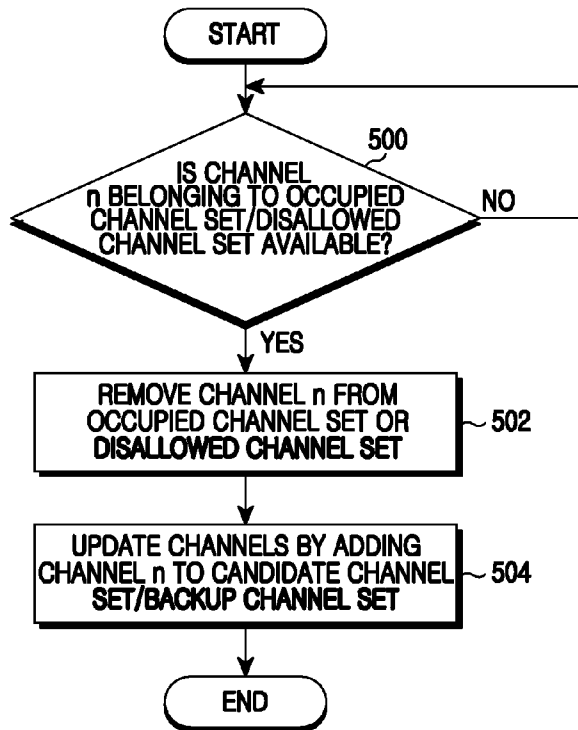 START
500
IS CHANNEL
n BELONGING TO OCCUPIED
CHANNEL SET/DISALLOWED
CHANNEL SET AVAILABLE?
NO
YES
REMOVE CHANNEL n FROM
OCCUPIED CHANNEL SET OR
DISALLOWED CHANNEL SET
502
UPDATE CHANNELS BY ADDING
CHANNEL n TO CANDIDATE CHANNEL
SET/BACKUP CHANNEL SET
504
END